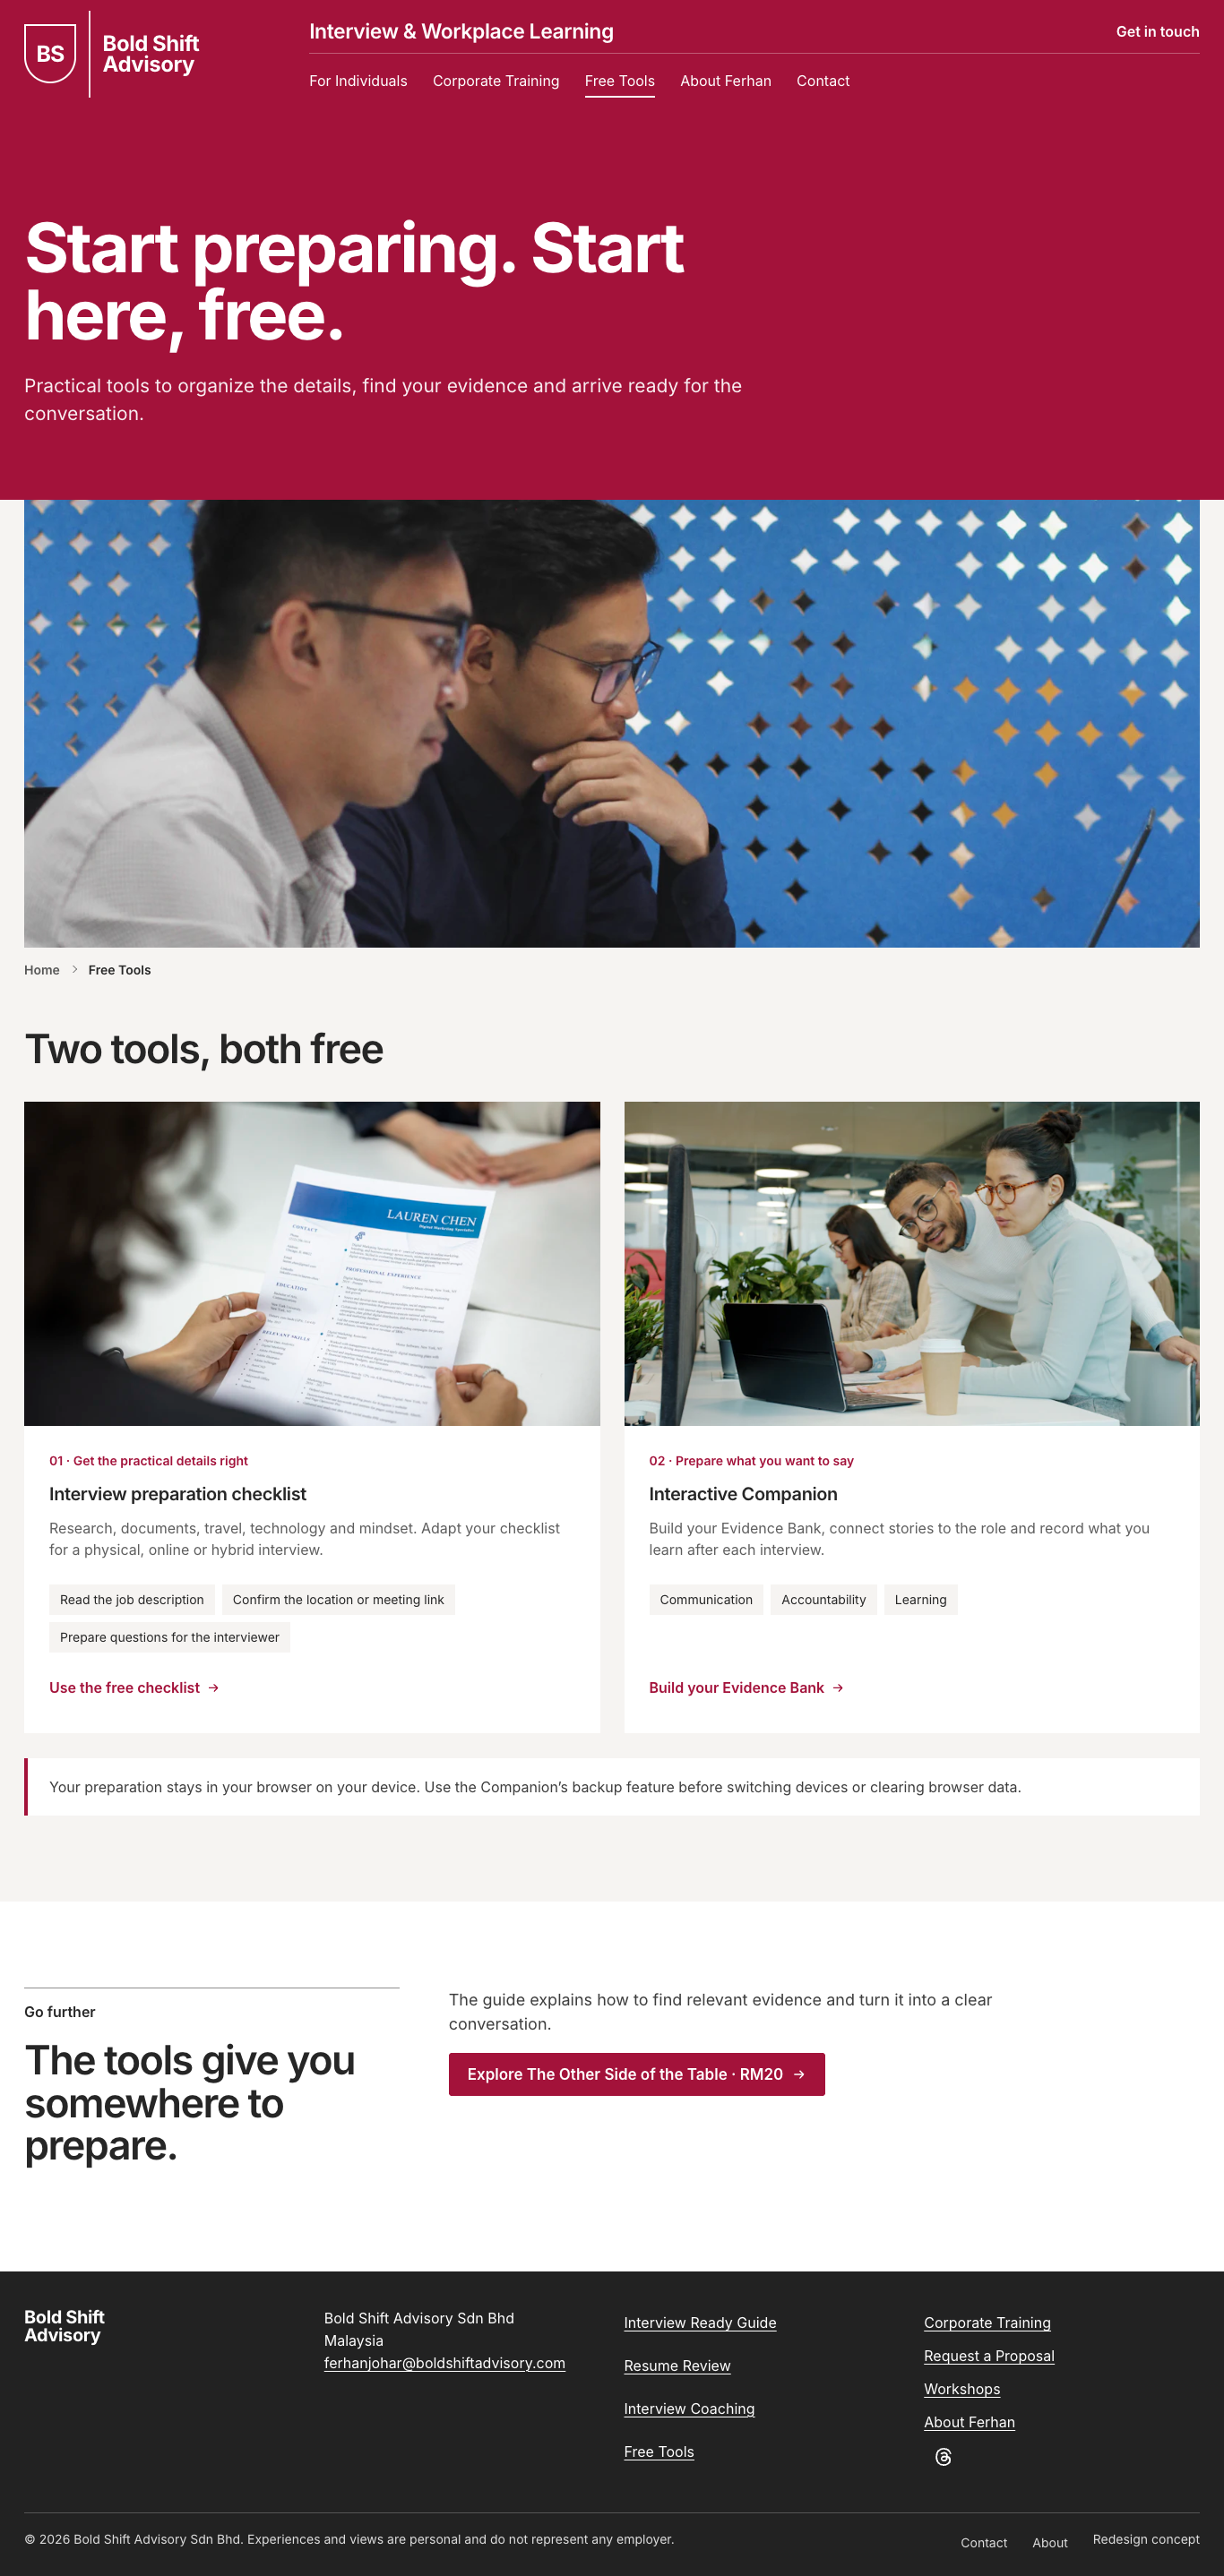 BS
Bold Shift
Advisory
Interview & Workplace Learning
Get in touch
For Individuals
Corporate Training
Free Tools
About Ferhan
Contact
Start preparing. Start
here, free.
Practical tools to organize the details, find your evidence and arrive ready for the
conversation.
Home
Free Tools
Two tools, both free
LAUREN CHEN
Digital Marketing Specialist
CONTACT
PROFESSIONAL EXPERIENCE
EDUCATION
RELEVANT SKILLS
01 · Get the practical details right
Interview preparation checklist
Research, documents, travel, technology and mindset. Adapt your checklist
for a physical, online or hybrid interview.
Read the job description
Confirm the location or meeting link
Prepare questions for the interviewer
Use the free checklist →
02 · Prepare what you want to say
Interactive Companion
Build your Evidence Bank, connect stories to the role and record what you
learn after each interview.
Communication
Accountability
Learning
Build your Evidence Bank →
Your preparation stays in your browser on your device. Use the Companion’s backup feature before switching devices or clearing browser data.
Go further
The tools give you
somewhere to
prepare.
The guide explains how to find relevant evidence and turn it into a clear
conversation.
Explore The Other Side of the Table · RM20 →
Bold Shift
Advisory
Bold Shift Advisory Sdn Bhd
Malaysia
ferhanjohar@boldshiftadvisory.com
Interview Ready Guide
Resume Review
Interview Coaching
Free Tools
Corporate Training
Request a Proposal
Workshops
About Ferhan
© 2026 Bold Shift Advisory Sdn Bhd. Experiences and views are personal and do not represent any employer.
Contact
About
Redesign concept